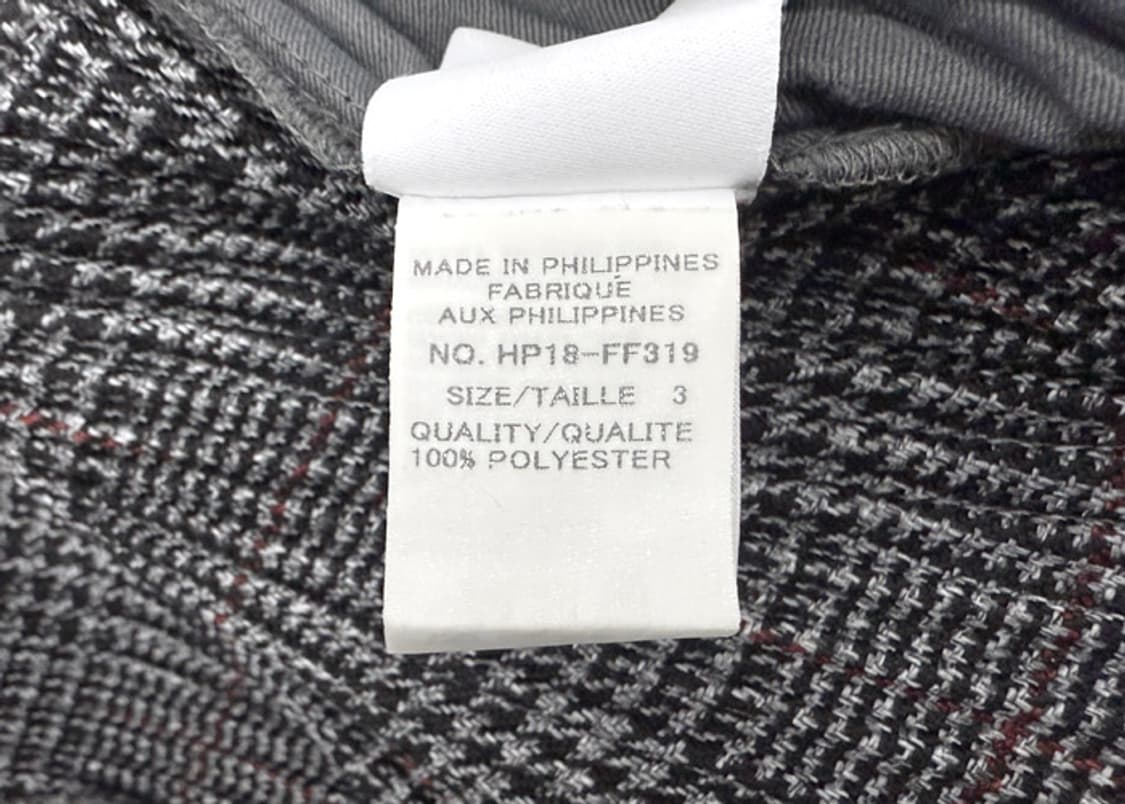 MADE IN PHILIPPINES
FABRIQUÉ
AUX PHILIPPINES
NO. HP18-FF319
SIZE/TAILLE 3
QUALITY/QUALITE
100% POLYESTER